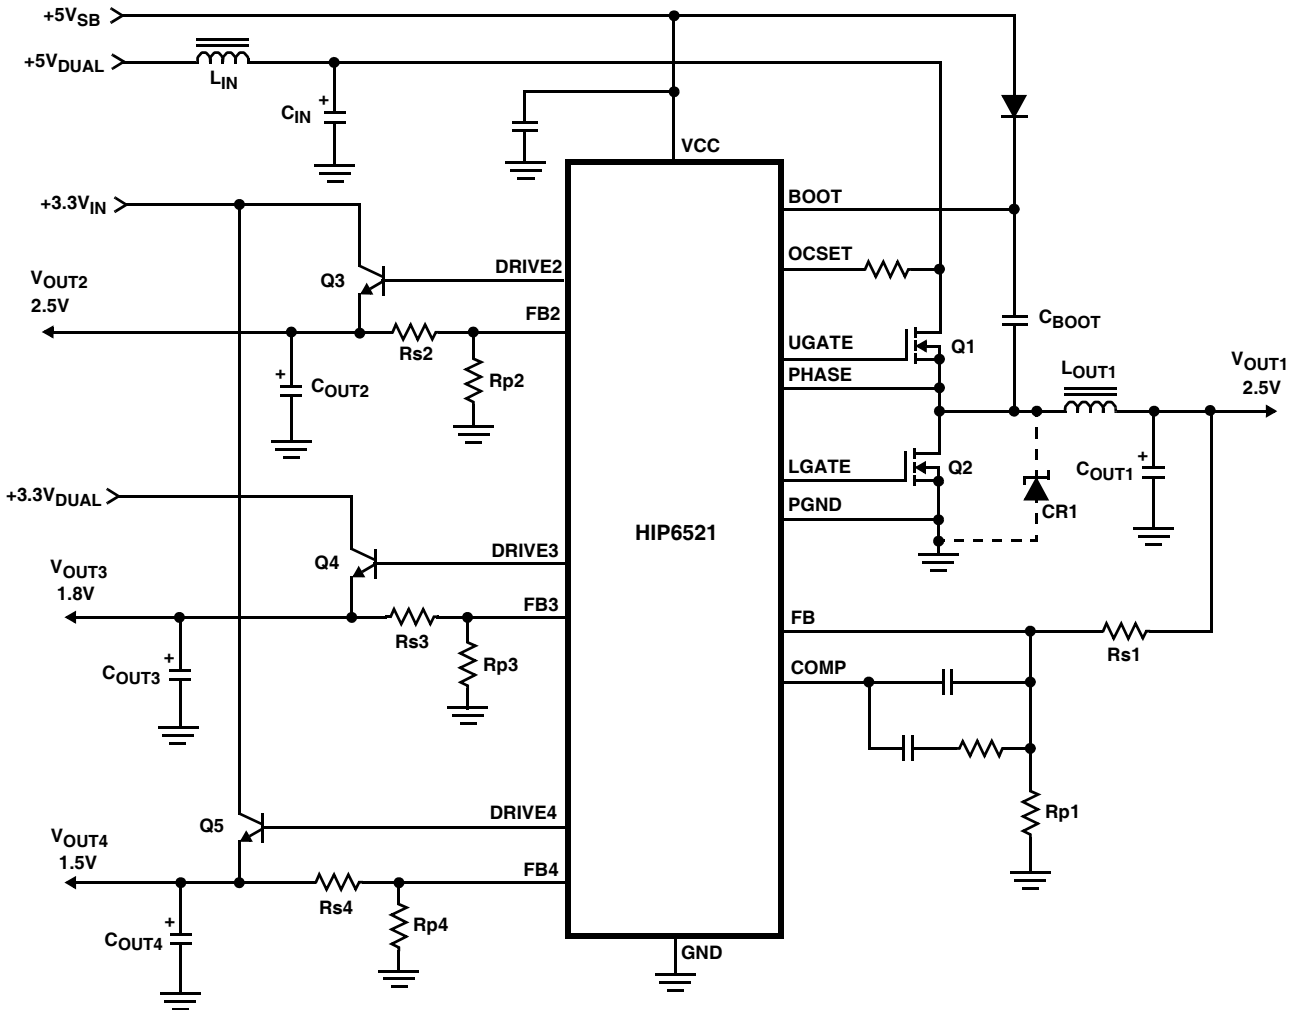 +5VSB
+5VDUAL
LIN
CIN
+
VCC
+3.3VIN
BOOT
OCSET
Q3
DRIVE2
VOUT2
2.5V
FB2
Rs2
Rp2
+
COUT2
CBOOT
UGATE
Q1
PHASE
LOUT1
VOUT1
2.5V
LGATE
Q2
+
COUT1
PGND
CR1
HIP6521
+3.3VDUAL
Q4
DRIVE3
VOUT3
1.8V
FB3
Rs3
Rp3
+
COUT3
FB
Rs1
COMP
Rp1
Q5
DRIVE4
VOUT4
1.5V
FB4
Rs4
Rp4
+
COUT4
GND